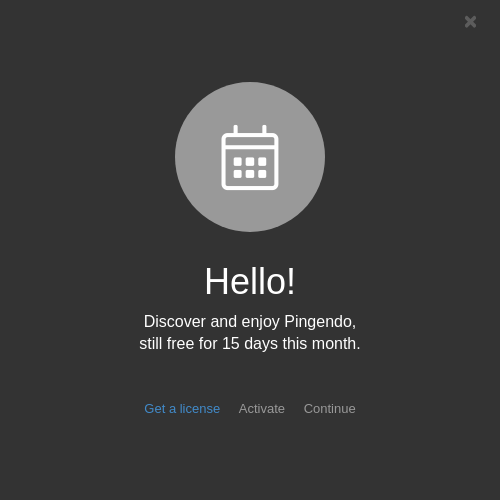 Hello!
Discover and enjoy Pingendo,
still free for 15 days this month.
Get a license Activate Continue